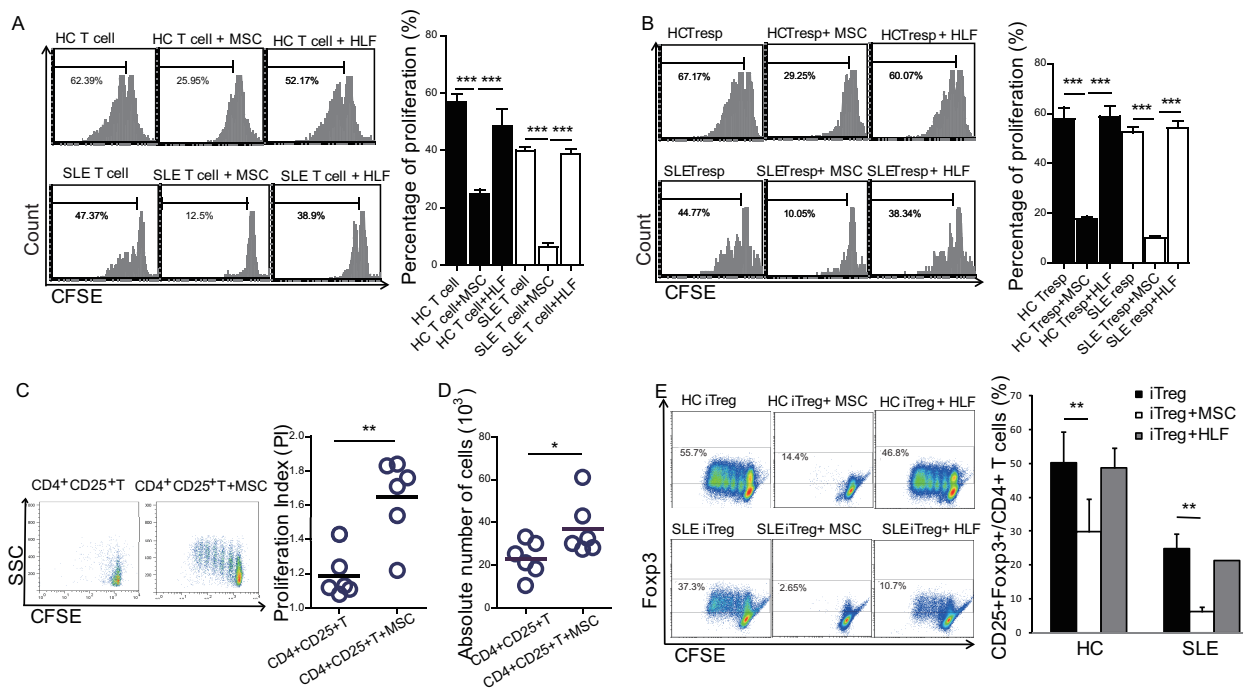 A
HC T cell
HC T cell + MSC
HC T cell + HLF
62.39%
25.95%
52.17%
SLE T cell
SLE T cell + MSC
SLE T cell + HLF
47.37%
12.5%
38.9%
Count
CFSE
Percentage of proliferation (%)
80
60
40
20
0
***
***
***
***
HC T cell
HC T cell+MSC
HC T cell+HLF
SLE T cell
SLE T cell+MSC
SLE T cell+HLF
B
HCTresp
HCTresp+ MSC
HCTresp+ HLF
67.17%
29.25%
60.07%
SLETresp
SLETresp+ MSC
SLETresp+ HLF
44.77%
10.05%
38.34%
Count
CFSE
Percentage of proliferation (%)
80
60
40
20
0
***
***
***
***
HC Tresp
HC Tresp+MSC
HC Tresp+HLF
SLE resp
SLE Tresp+MSC
SLE resp+HLF
C
CD4+CD25+T
CD4+CD25+T+MSC
SSC
CFSE
Proliferation Index (PI)
2.0
1.8
1.6
1.4
1.2
1.0
**
CD4+CD25+T
CD4+CD25+T+MSC
D
Absolute number of cells (10³)
80
60
40
20
0
*
CD4+CD25+T
CD4+CD25+T+MSC
E
HC iTreg
HC iTreg+ MSC
HC iTreg + HLF
55.7%
14.4%
46.8%
SLE iTreg
SLE iTreg+ MSC
SLE iTreg+ HLF
37.3%
2.65%
10.7%
Foxp3
CFSE
CD25+Foxp3+/CD4+ T cells (%)
70
60
50
40
30
20
10
0
**
**
iTreg
iTreg+MSC
iTreg+HLF
HC
SLE